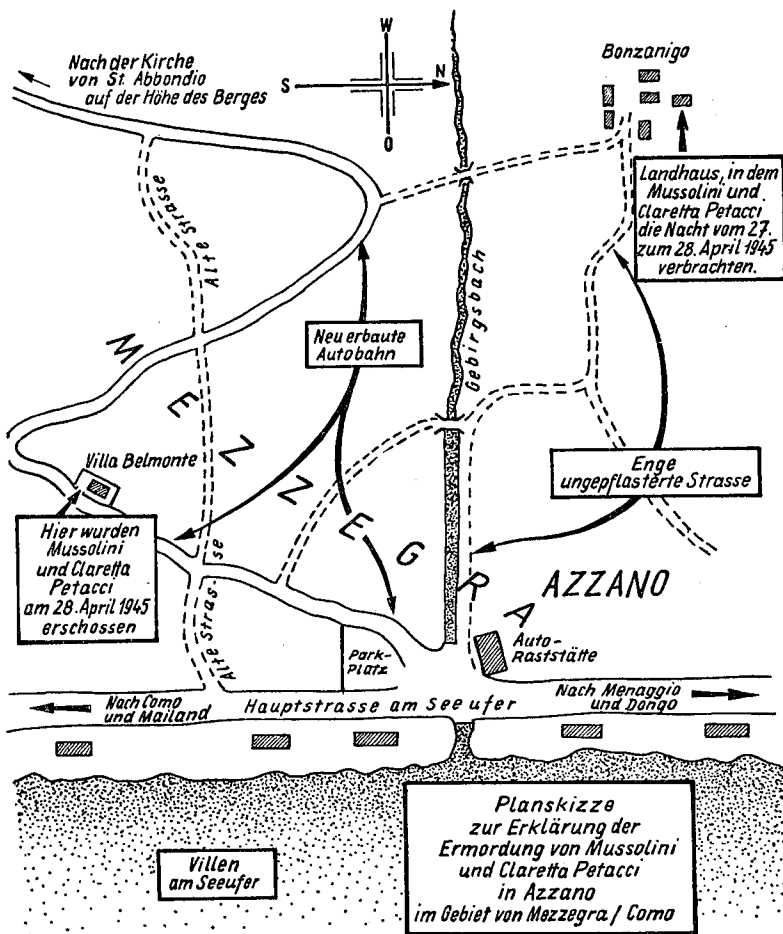 Nach der Kirche
von St. Abbondio
auf der Höhe des Berges
W
S
N
O
Bonzanigo
Landhaus, in dem
Mussolini und
Claretta Petacci
die Nacht vom 27.
zum 28. April 1945
verbrachten.
Alte Strasse
Neu erbaute
Autobahn
Gebirgsbach
MEZZEGRA
Villa Belmonte
Enge
ungepflasterte Strasse
Hier wurden
Mussolini
und Claretta
Petacci
am 28. April 1945
erschossen
Alte Stras-
se
AZZANO
Park-
Platz
Auto-
Raststätte
Nach Como
und Mailand
Hauptstrasse am Seeufer
Nach Menaggio
und Dongo
Villen
am Seeufer
Planskizze
zur Erklärung der
Ermordung von Mussolini
und Claretta Petacci
in Azzano
im Gebiet von Mezzegra / Como